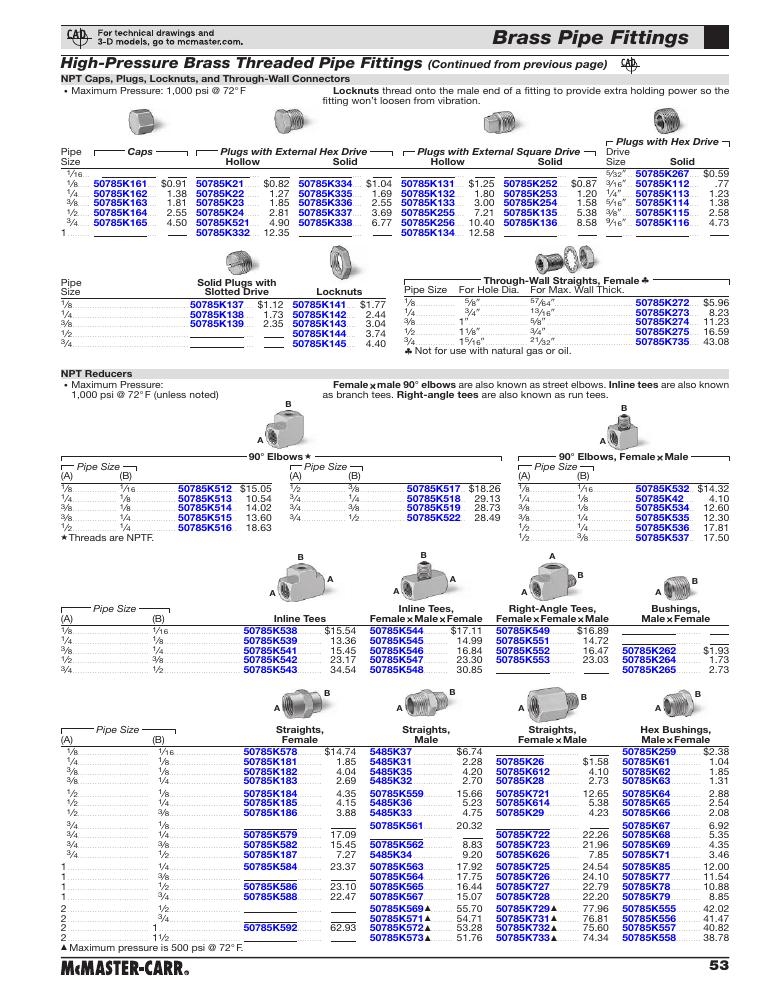 CAD For technical drawings and
3-D models, go to mcmaster.com.
Brass Pipe Fittings
High-Pressure Brass Threaded Pipe Fittings (Continued from previous page) CAD
NPT Caps, Plugs, Locknuts, and Through-Wall Connectors
• Maximum Pressure: 1,000 psi @ 72°F
Locknuts thread onto the male end of a fitting to provide extra holding power so the
fitting won't loosen from vibration.
Plugs with Hex Drive
Pipe Caps Plugs with External Hex Drive Plugs with External Square Drive Drive
Size Hollow Solid Hollow Solid Size Solid
1/16 5/32" 50785K267 $0.59
1/8 50785K161 $0.91 50785K21 $0.82 50785K334 $1.04 50785K131 $1.25 50785K252 $0.87 3/16" 50785K112 .77
1/4 50785K162 1.38 50785K22 1.27 50785K335 1.69 50785K132 1.80 50785K253 1.20 1/4" 50785K113 1.23
3/8 50785K163 1.81 50785K23 1.85 50785K336 2.55 50785K133 3.00 50785K254 1.58 5/16" 50785K114 1.38
1/2 50785K164 2.55 50785K24 2.81 50785K337 3.69 50785K255 7.21 50785K135 5.38 3/8" 50785K115 2.58
3/4 50785K165 4.50 50785K521 4.90 50785K338 6.77 50785K256 10.40 50785K136 8.58 9/16" 50785K116 4.73
1 50785K332 12.35 50785K134 12.58
Pipe Solid Plugs with
Size Slotted Drive Locknuts
1/8 50785K137 $1.12 50785K141 $1.77
1/4 50785K138 1.73 50785K142 2.44
3/8 50785K139 2.35 50785K143 3.04
1/2 50785K144 3.74
3/4 50785K145 4.40
Through-Wall Straights, Female ♣
Pipe Size For Hole Dia. For Max. Wall Thick.
1/8 5/8" 57/64" 50785K272 $5.96
1/4 3/4" 13/16" 50785K273 8.23
3/8 1" 5/8" 50785K274 11.23
1/2 1 1/8" 3/4" 50785K275 16.59
3/4 1 5/16" 21/32" 50785K735 43.08
♣ Not for use with natural gas or oil.
NPT Reducers
• Maximum Pressure:
1,000 psi @ 72°F (unless noted)
Female x male 90° elbows are also known as street elbows. Inline tees are also known
as branch tees. Right-angle tees are also known as run tees.
B
A
B
A
90° Elbows ★
Pipe Size Pipe Size
(A) (B) (A) (B)
1/8 1/16 50785K512 $15.05 1/2 3/8 50785K517 $18.26
1/4 1/8 50785K513 10.54 3/4 1/4 50785K518 29.13
3/8 1/8 50785K514 14.02 3/4 3/8 50785K519 28.73
3/8 1/4 50785K515 13.60 3/4 1/2 50785K522 28.49
1/2 1/4 50785K516 18.63
★Threads are NPTF.
90° Elbows, Female x Male
Pipe Size
(A) (B)
1/8 1/16 50785K532 $14.32
1/4 1/8 50785K42 4.10
3/8 1/8 50785K534 12.60
3/8 1/4 50785K535 12.30
1/2 1/4 50785K536 17.81
1/2 3/8 50785K537 17.50
B A A
B A A
A B A
A B
Pipe Size Inline Tees, Right-Angle Tees, Bushings,
(A) (B) Inline Tees Female x Male x Female Female x Female x Male Male x Female
1/8 1/16 50785K538 $15.54 50785K544 $17.11 50785K549 $16.89
1/4 1/8 50785K539 13.36 50785K545 14.99 50785K551 14.72
3/8 1/4 50785K541 15.45 50785K546 16.84 50785K552 16.47 50785K262 $1.93
1/2 3/8 50785K542 23.17 50785K547 23.30 50785K553 23.03 50785K264 1.73
3/4 1/2 50785K543 34.54 50785K548 30.85 50785K265 2.73
A B A B A B A B
Pipe Size Straights, Straights, Straights, Hex Bushings,
(A) (B) Female Male Female x Male Male x Female
1/8 1/16 50785K578 $14.74 5485K37 $6.74 50785K259 $2.38
1/4 1/8 50785K181 1.85 5485K31 2.28 50785K26 $1.58 50785K61 1.04
3/8 1/8 50785K182 4.04 5485K35 4.20 50785K612 4.10 50785K62 1.85
3/8 1/4 50785K183 2.69 5485K32 2.70 50785K28 2.73 50785K63 1.31
1/2 1/8 50785K184 4.35 50785K559 15.66 50785K721 12.65 50785K64 2.88
1/2 1/4 50785K185 4.15 5485K36 5.23 50785K614 5.38 50785K65 2.54
1/2 3/8 50785K186 3.88 5485K33 4.75 50785K29 4.23 50785K66 2.08
3/4 1/8 50785K561 20.32 50785K67 6.92
3/4 1/4 50785K579 17.09 50785K722 22.26 50785K68 5.35
3/4 3/8 50785K582 15.45 50785K562 8.83 50785K723 21.96 50785K69 4.35
3/4 1/2 50785K187 7.27 5485K34 9.20 50785K626 7.85 50785K71 3.46
1 1/4 50785K584 23.37 50785K563 17.92 50785K725 24.54 50785K85 12.00
1 3/8 50785K564 17.75 50785K726 24.10 50785K77 11.54
1 1/2 50785K586 23.10 50785K565 16.44 50785K727 22.79 50785K78 10.88
1 3/4 50785K588 22.47 50785K567 15.07 50785K728 22.20 50785K79 8.85
2 1/2 50785K569▲ 55.70 50785K729▲ 77.96 50785K555 42.02
2 3/4 50785K571▲ 54.71 50785K731▲ 76.81 50785K556 41.47
2 1 50785K592 62.93 50785K572▲ 53.28 50785K732▲ 75.60 50785K557 40.82
2 1 1/2 50785K573▲ 51.76 50785K733▲ 74.34 50785K558 38.78
▲Maximum pressure is 500 psi @ 72°F.
McMASTER-CARR®
53